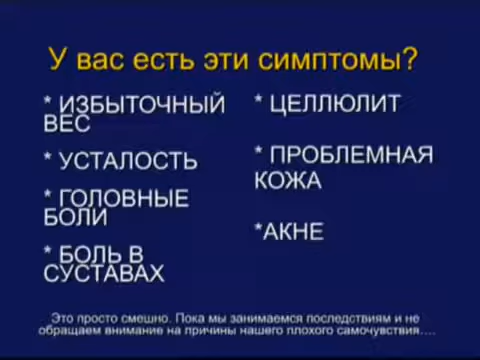 У вас есть эти симптомы?
* ИЗБЫТОЧНЫЙ
ВЕС
* УСТАЛОСТЬ
* ГОЛОВНЫЕ
БОЛИ
* БОЛЬ В
СУСТАВАХ
* ЦЕЛЛЮЛИТ
* ПРОБЛЕМНАЯ
КОЖА
*АКНЕ
Это просто смешно. Пока мы занимаемся последствиям и не
обращаем внимание на причины нашего плохого самочувствия....